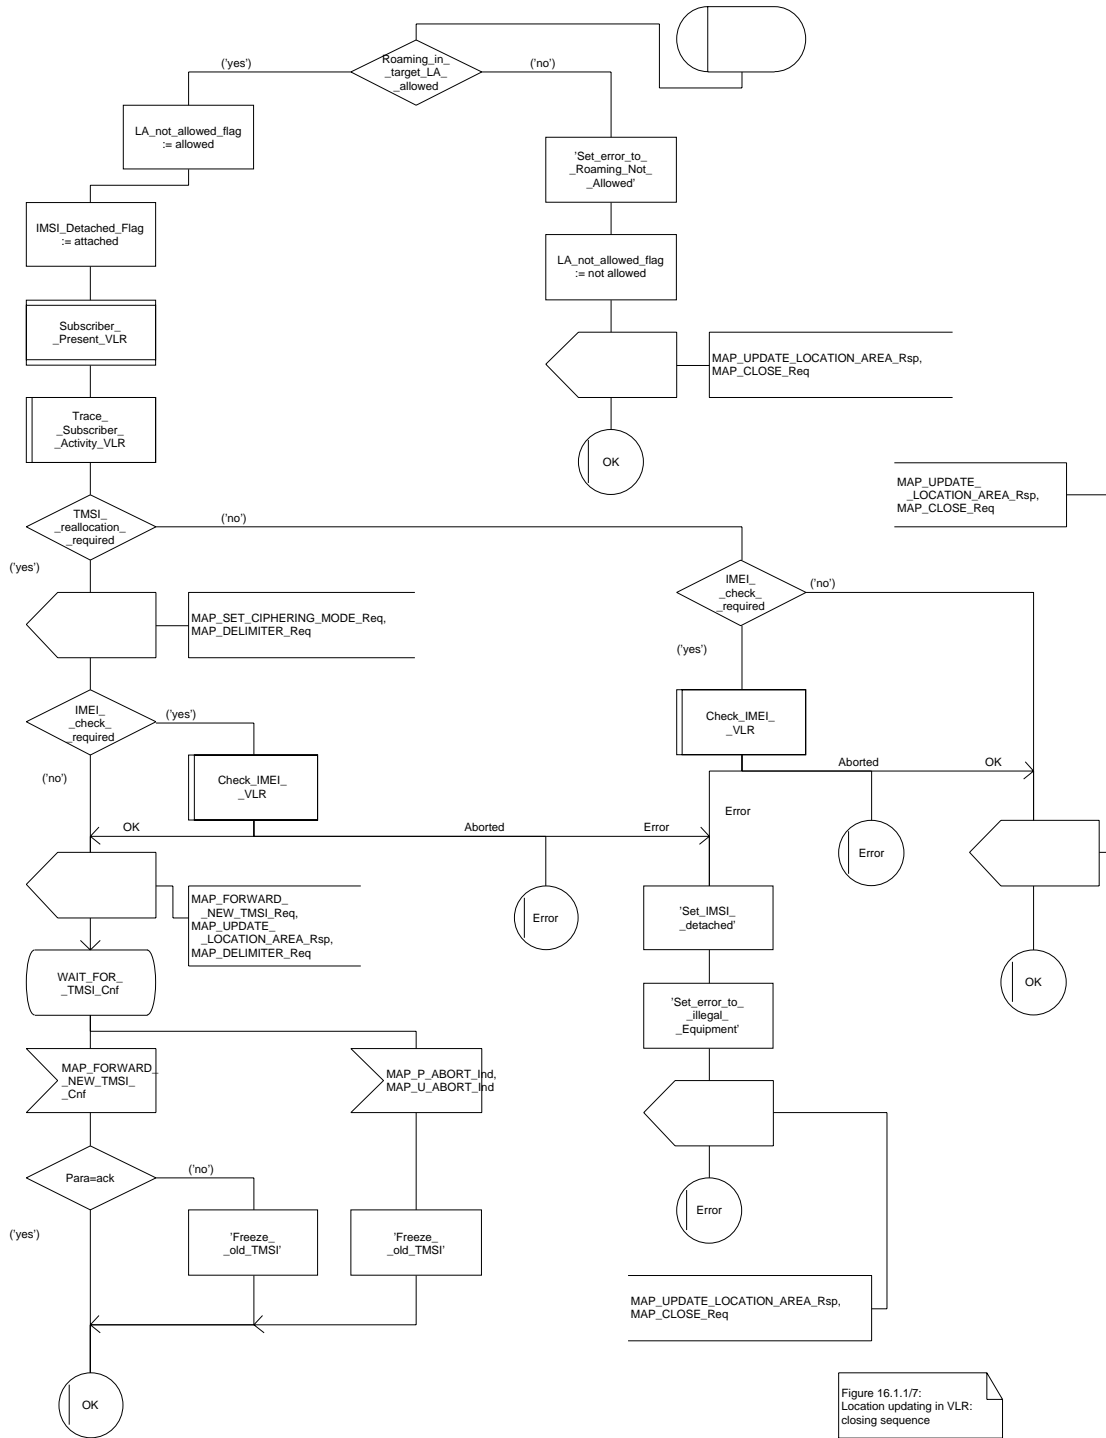 Roaming_in_
_target_LA_
_allowed
('yes')
('no')
LA_not_allowed_flag
:= allowed
'Set_error_to_
_Roaming_Not_
_Allowed'
IMSI_Detached_Flag
:= attached
LA_not_allowed_flag
:= not allowed
Subscriber_
_Present_VLR
MAP_UPDATE_LOCATION_AREA_Rsp,
MAP_CLOSE_Req
Trace_
_Subscriber_
_Activity_VLR
OK
MAP_UPDATE_
_LOCATION_AREA_Rsp,
MAP_CLOSE_Req
TMSI_
_reallocation_
_required
('no')
('yes')
IMEI_
_check_
_required
('no')
MAP_SET_CIPHERING_MODE_Req,
MAP_DELIMITER_Req
('yes')
IMEI_
_check_
_required
('yes')
('no')
Check_IMEI_
_VLR
Check_IMEI_
_VLR
Aborted
OK
Error
OK
Aborted
Error
Error
MAP_FORWARD_
_NEW_TMSI_Req,
MAP_UPDATE_
_LOCATION_AREA_Rsp,
MAP_DELIMITER_Req
Error
'Set_IMSI_
_detached'
WAIT_FOR_
_TMSI_Cnf
OK
'Set_error_to_
_illegal_
_Equipment'
MAP_FORWARD_
_NEW_TMSI_
_Cnf
MAP_P_ABORT_Ind,
MAP_U_ABORT_Ind
Para=ack
('no')
('yes')
Error
'Freeze_
_old_TMSI'
'Freeze_
_old_TMSI'
MAP_UPDATE_LOCATION_AREA_Rsp,
MAP_CLOSE_Req
OK
Figure 16.1.1/7:
Location updating in VLR:
closing sequence